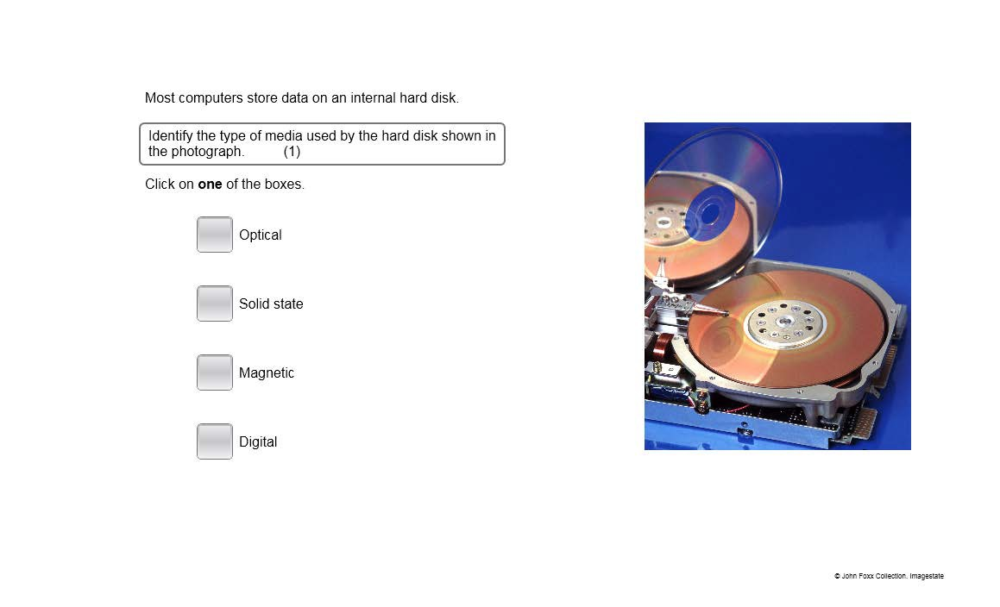 Most computers store data on an internal hard disk.
Identify the type of media used by the hard disk shown in
the photograph. (1)
Click on one of the boxes.
Optical
Solid state
Magnetic
Digital
© John Foxx Collection. Imagestate